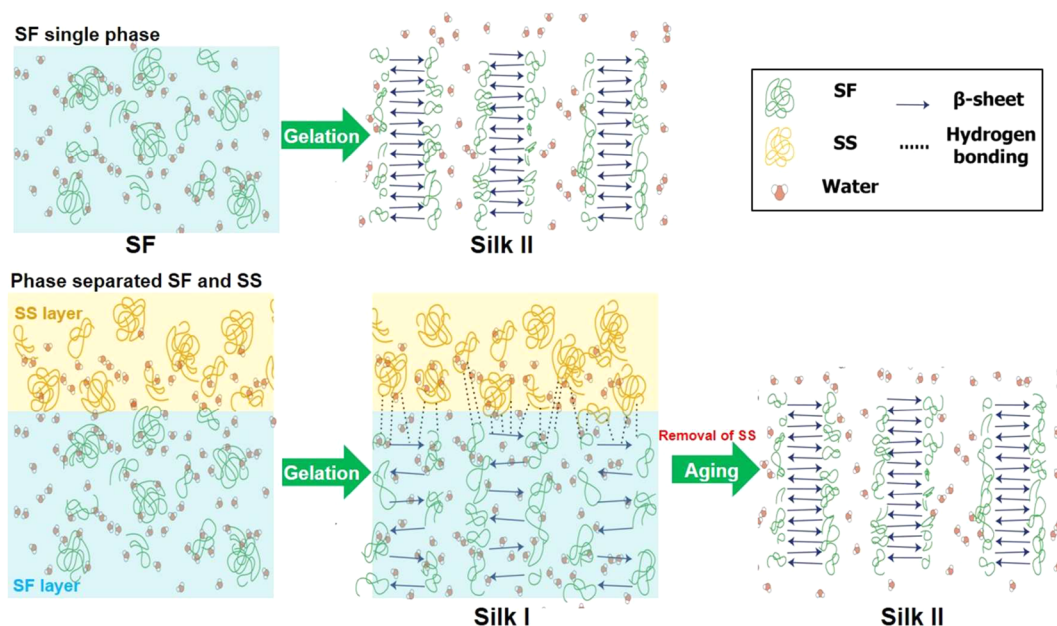 SF single phase
Gelation
SF
Silk II
SF
β-sheet
SS
Hydrogen
bonding
Water
Phase separated SF and SS
SS layer
SF layer
Gelation
Silk I
Removal of SS
Aging
Silk II